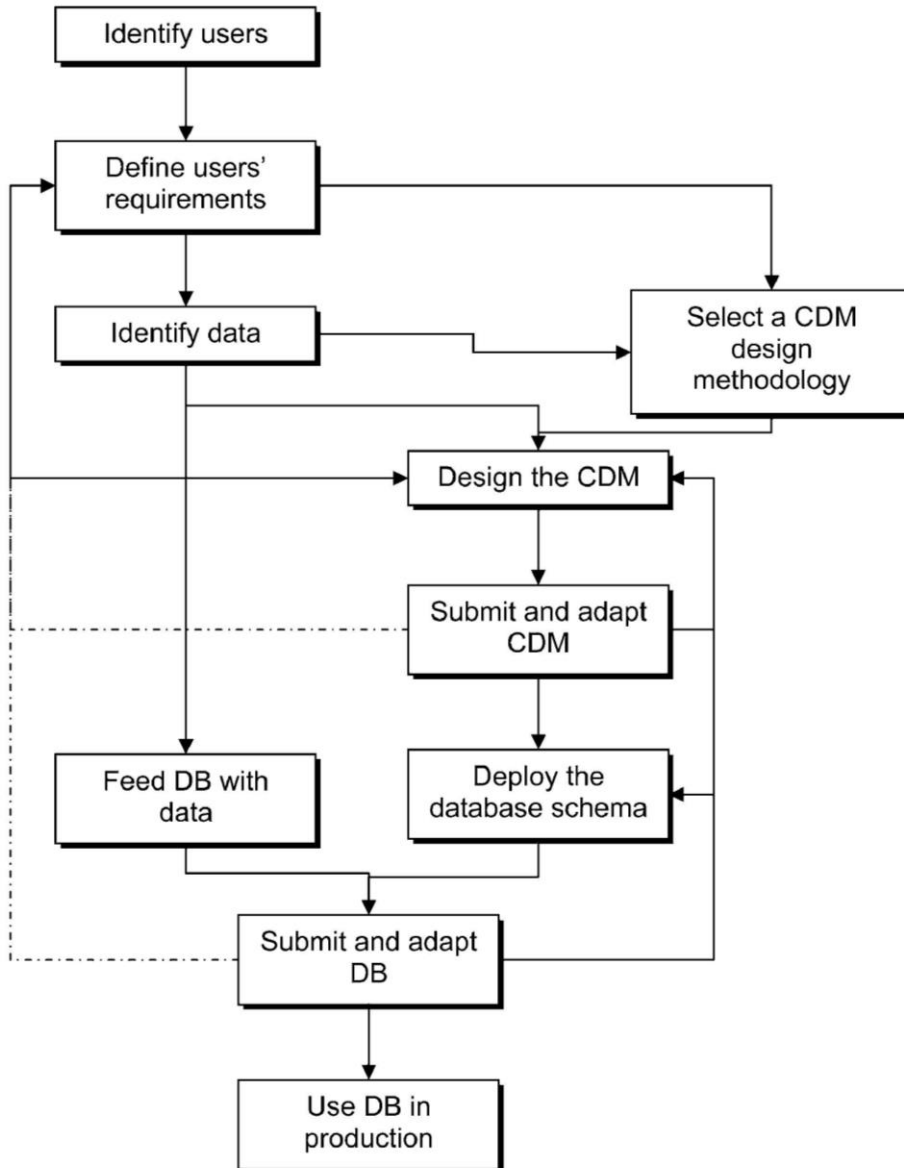 Identify users
Define users’
requirements
Identify data
Select a CDM
design
methodology
Design the CDM
Submit and adapt
CDM
Feed DB with
data
Deploy the
database schema
Submit and adapt
DB
Use DB in
production